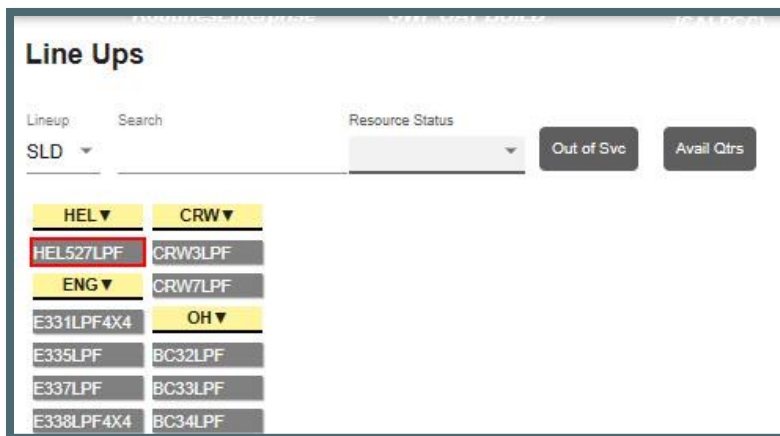 Line Ups
Lineup Search Resource Status
SLD Out of Svc Avail Qtrs
HEL▼ CRW▼
HEL527LPF CRW3LPF
ENG▼ CRW7LPF
E331LPF4X4 OH▼
E335LPF BC32LPF
E337LPF BC33LPF
E338LPF4X4 BC34LPF